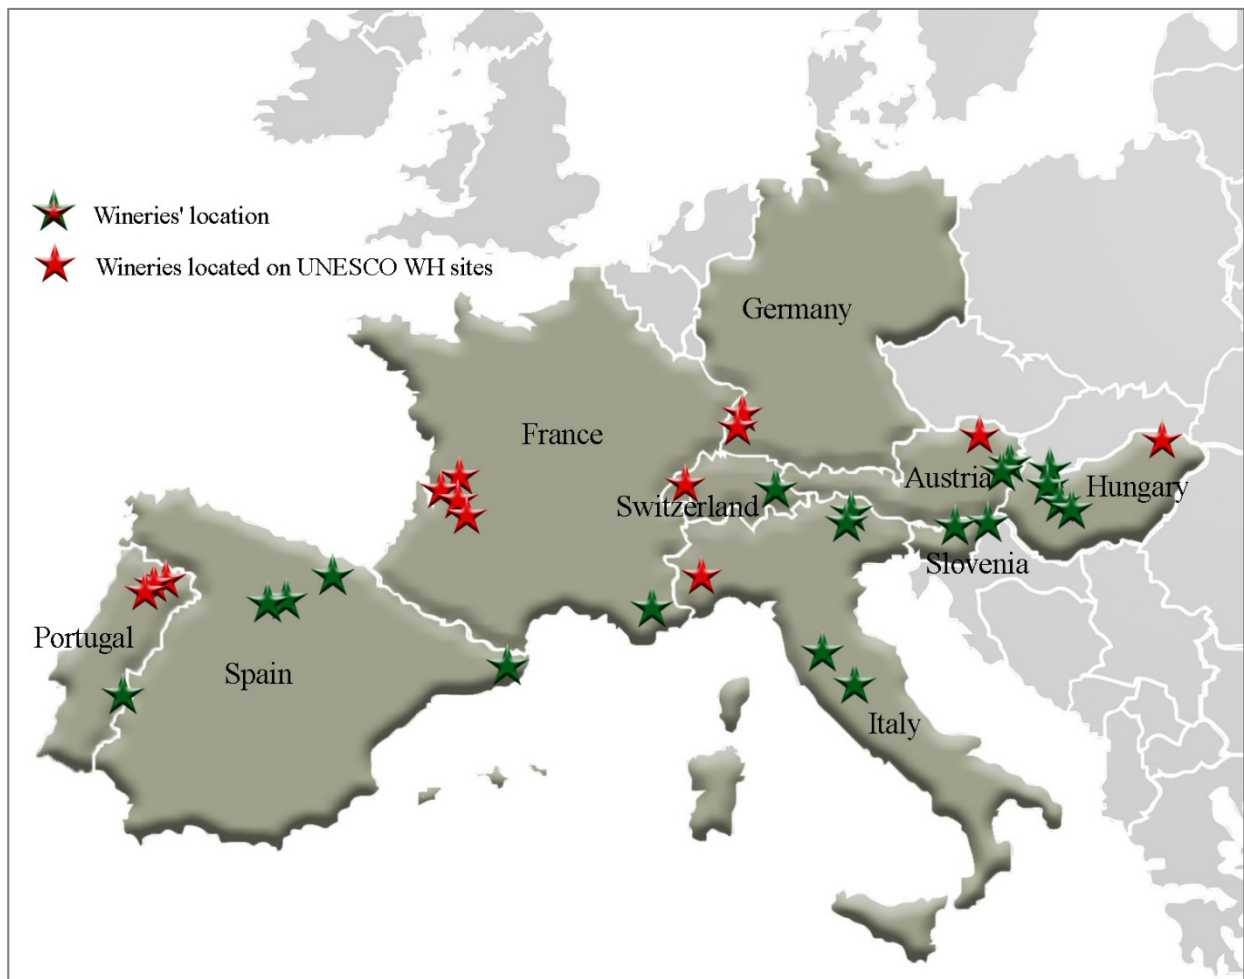 Wineries' location
Wineries located on UNESCO WH sites
Germany
France
Austria
Hungary
Switzerland
Slovenia
Portugal
Spain
Italy